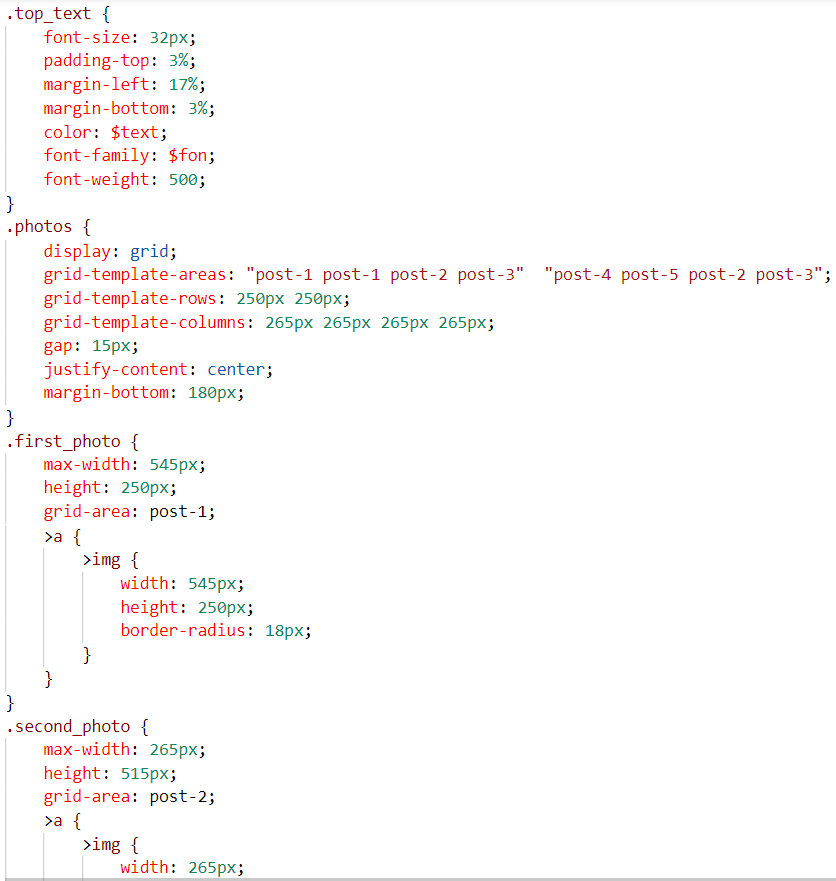 .top_text {
    font-size: 32px;
    padding-top: 3%;
    margin-left: 17%;
    margin-bottom: 3%;
    color: $text;
    font-family: $fon;
    font-weight: 500;
}
.photos {
    display: grid;
    grid-template-areas: "post-1 post-1 post-2 post-3"  "post-4 post-5 post-2 post-3";
    grid-template-rows: 250px 250px;
    grid-template-columns: 265px 265px 265px 265px;
    gap: 15px;
    justify-content: center;
    margin-bottom: 180px;
}
.first_photo {
    max-width: 545px;
    height: 250px;
    grid-area: post-1;
    >a {
        >img {
            width: 545px;
            height: 250px;
            border-radius: 18px;
        }
    }
}
.second_photo {
    max-width: 265px;
    height: 515px;
    grid-area: post-2;
    >a {
        >img {
            width: 265px;